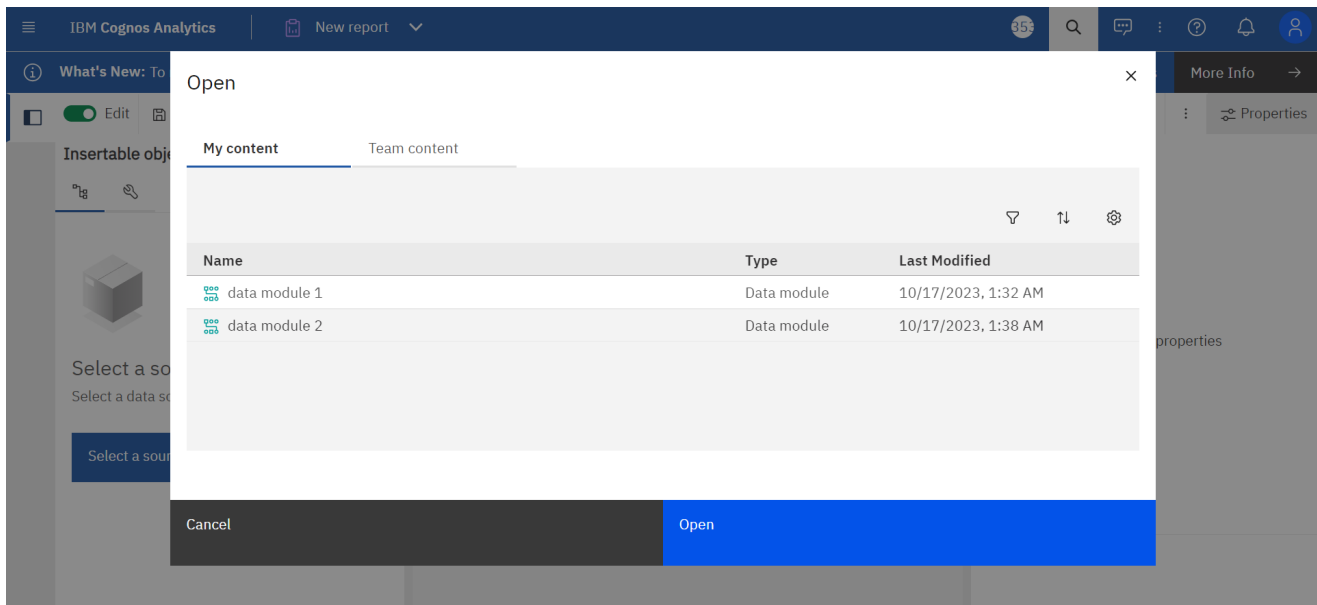 IBM Cognos Analytics
New report
What's New: To
More Info
Open
Edit
Properties
Insertable obje
My content
Team content
Name Type Last Modified
data module 1 Data module 10/17/2023, 1:32 AM
data module 2 Data module 10/17/2023, 1:38 AM
properties
Select a so
Select a data so
Select a sour
Cancel
Open